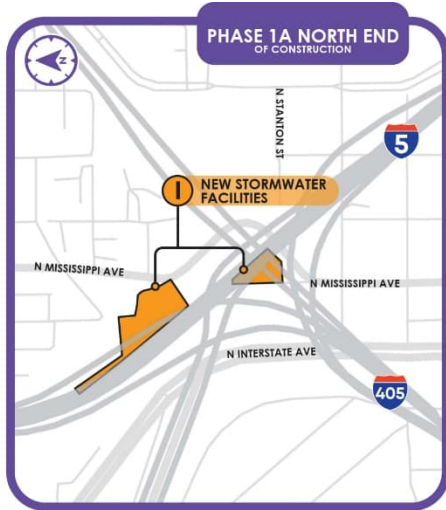 PHASE 1A NORTH END
OF CONSTRUCTION
Z
N STANTON ST
5
I
NEW STORMWATER
FACILITIES
N MISSISSIPPI AVE
N MISSISSIPPI AVE
N INTERSTATE AVE
405